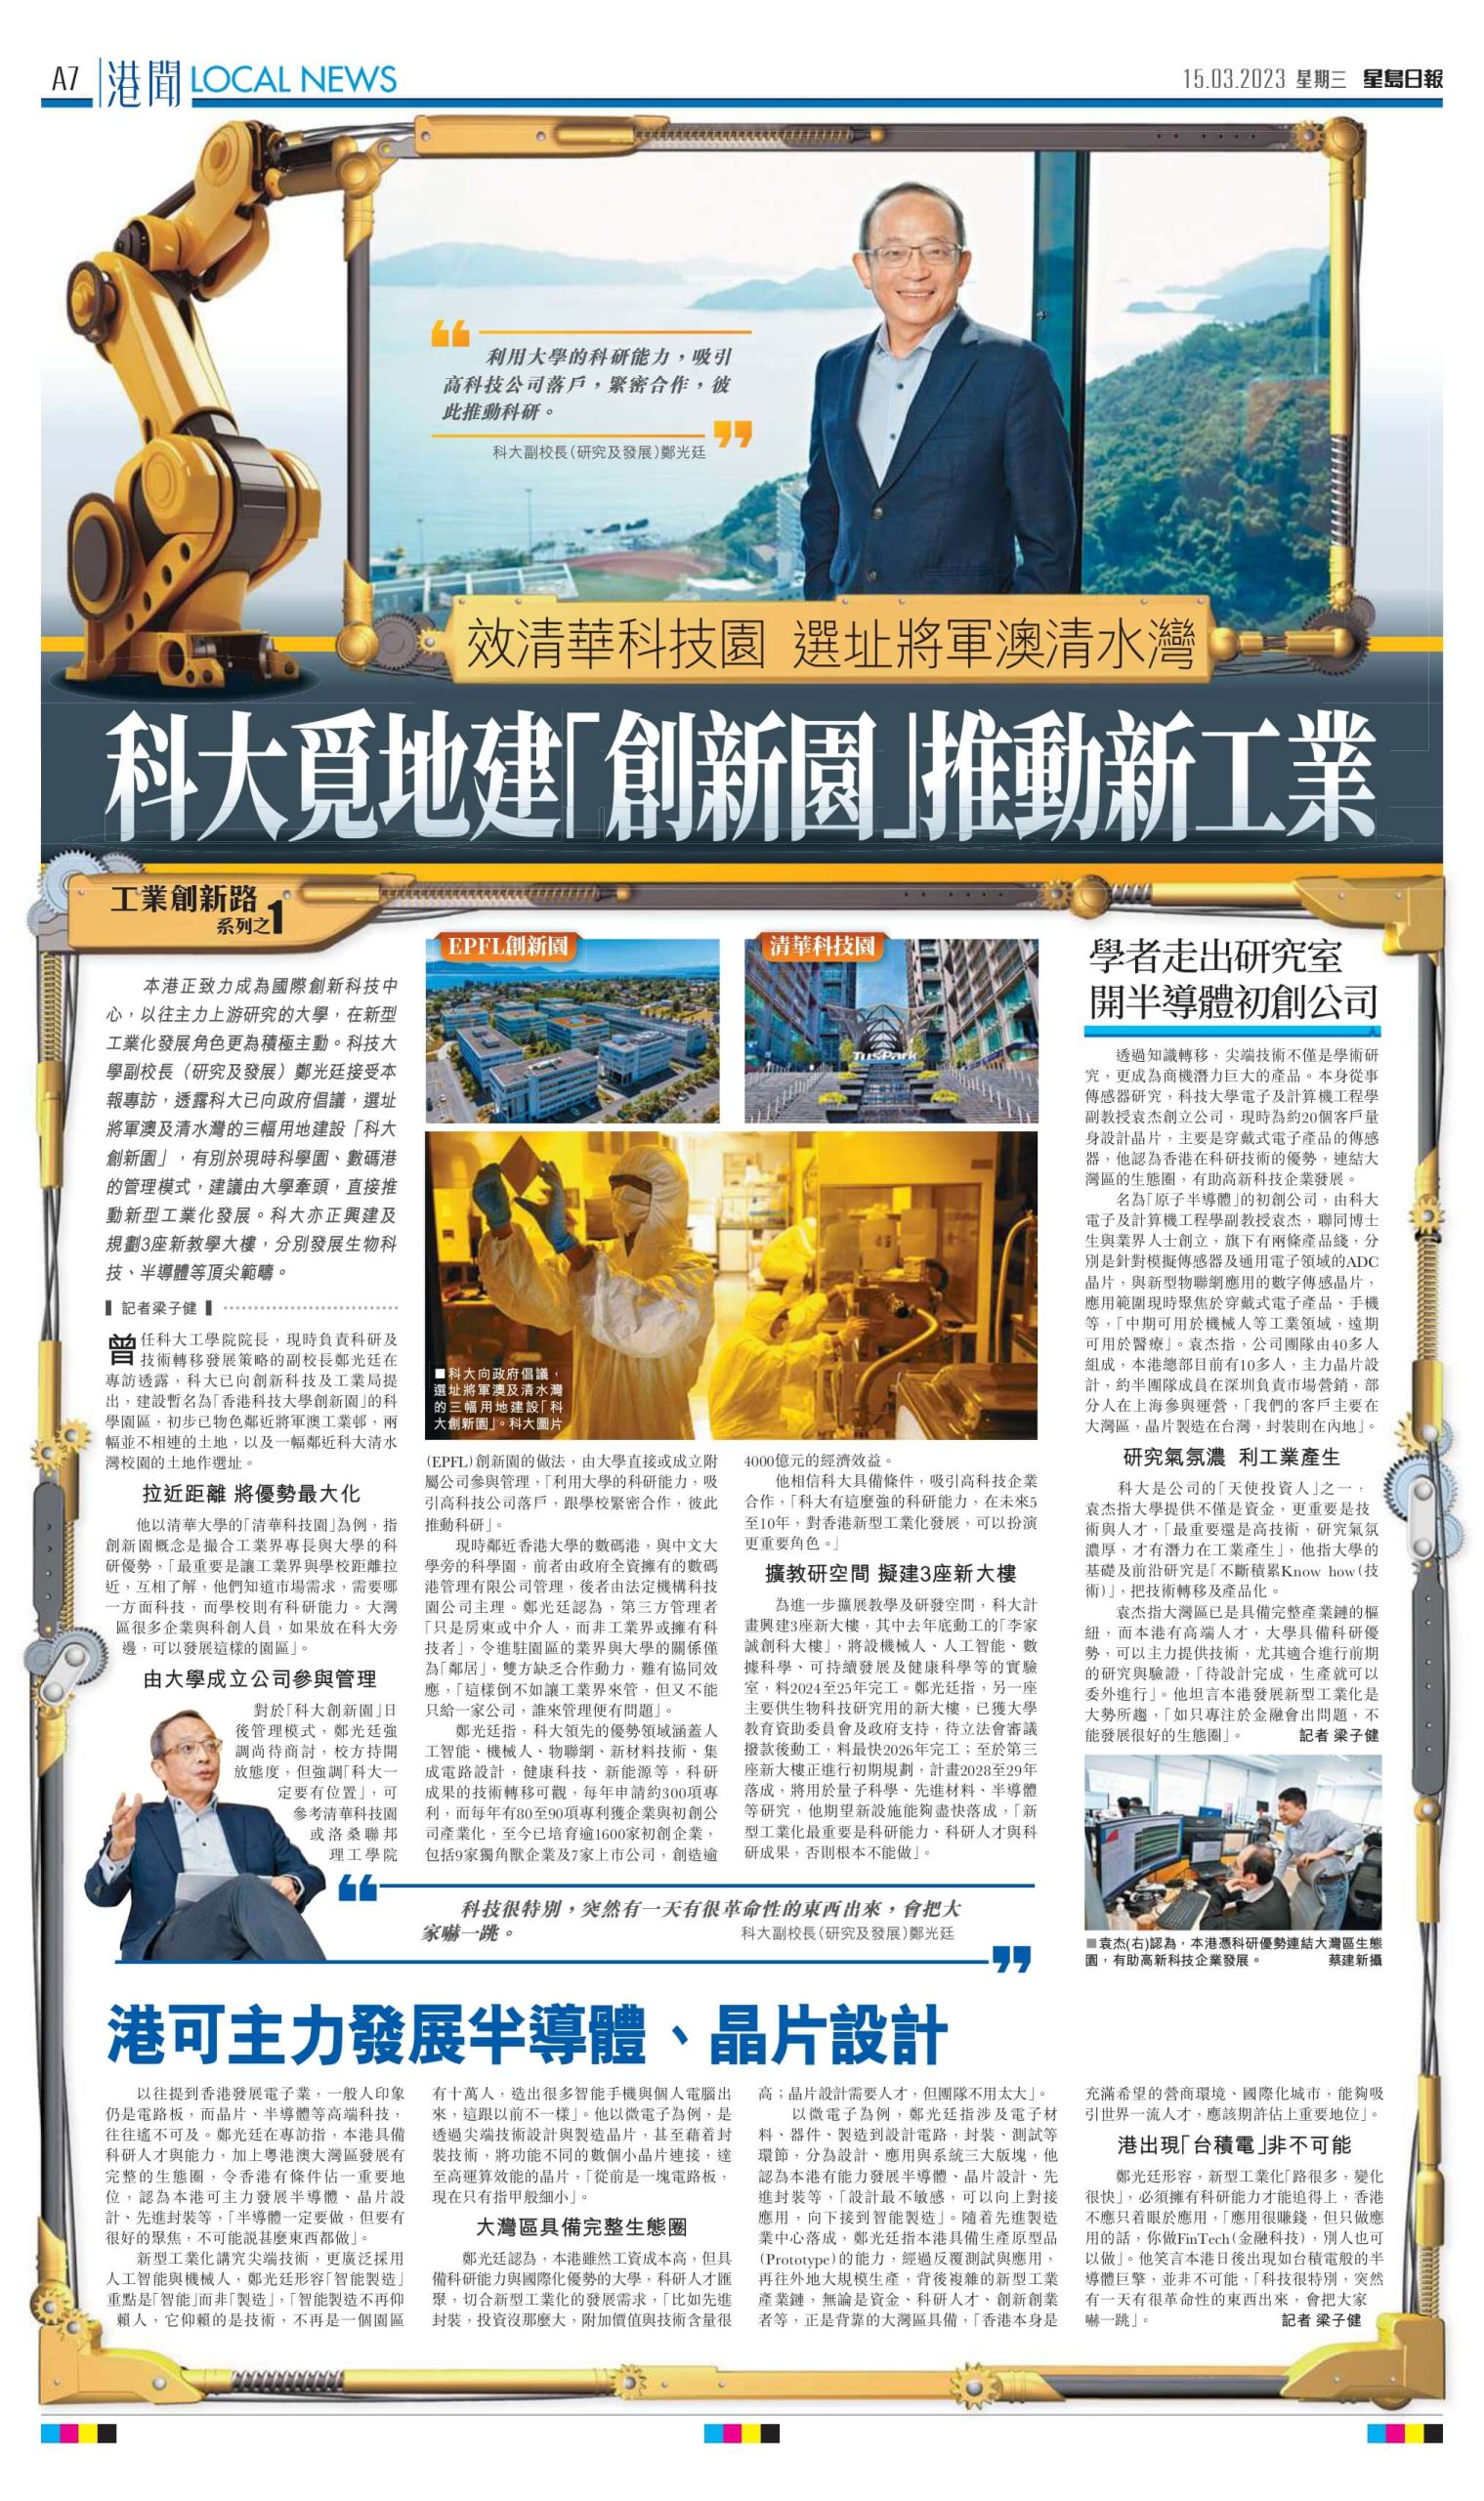 A7 港聞 LOCAL NEWS
15.03.2023 星期三 星島日報
利用大學的科研能力，吸引
高科技公司落戶，緊密合作，彼
此推動科研。
科大副校長（研究及發展）鄭光廷
效清華科技園 選址將軍澳清水灣
科大覓地建「創新園」推動新工業
工業創新路
系列之1
本港正致力成為國際創新科技中
心，以往主力上游研究的大學，在新型
工業化發展角色更為積極主動。科技大
學副校長（研究及發展）鄭光廷接受本
報專訪，透露科大已向政府倡議，選址
將軍澳及清水灣的三幅用地建設「科大
創新園」，有別於現時科學園、數碼港
的管理模式，建議由大學牽頭，直接推
動新型工業化發展。科大亦正興建及
規劃3座新教學大樓，分別發展生物科
技、半導體等頂尖範疇。
記者梁子健
曾任科大工學院院長，現時負責科研及
技術轉移發展策略的副校長鄭光廷在
專訪透露，科大已向創新科技及工業局提
出，建設暫名為「香港科技大學創新園」的科
學園園區，初步已物色鄰近將軍澳工業邨，兩
幅並不相連的土地，以及一幅鄰近科大清水
灣校園的土地作選址。
拉近距離 將優勢最大化
他以清華大學的「清華科技園」為例，指
創新園概念是撮合工業界專長與大學的科
研優勢，「最重要是讓工業界與學校距離拉
近，互相了解，他們知道市場需求，需要哪
一方面科技，而學校則有科研能力。大灣
區很多企業與科創人員，如果放在科大旁
邊，可以發展這樣的園區」。
由大學成立公司參與管理
對於「科大創新園」日
後管理模式，鄭光廷強
調尚待商討，校方持開
放態度，但強調「科大一
定要有位置」，可
參考清華科技園
或洛桑聯邦
理工學院
EPFL創新園
清華科技園
TusPark
■科大向政府倡議，
選址將軍澳及清水灣
的三幅用地建設「科
大創新園」。科大圖片
(EPFL)創新園的做法，由大學直接或成立附
屬公司參與管理，「利用大學的科研能力，吸
引高科技公司落戶，跟學校緊密合作，彼此
推動科研」。
現時鄰近香港大學的數碼港，與中文大
學旁的科學園，前者由政府全資擁有的數碼
港管理有限公司管理，後者由法定機構科技
園公司主理。鄭光廷認為，第三方管理者
「只是房東或中介人，而非工業界或擁有科
技者」，令進駐園區的業界與大學的關係僅
為「鄰居」，雙方缺乏合作動力，難有協同效
應，「這樣倒不如讓工業界來管，但又不能
只給一家公司，誰來管理便有問題」。
鄭光廷指，科大領先的優勢領域涵蓋人
工智能、機械人、物聯網、新材料技術、集
成電路設計，健康科技、新能源等，科研
成果的技術轉移可觀，每年申請約300項專
利，而每年有80至90項專利獲企業與初創公
司產業化，至今已培育逾1600家初創企業，
包括9家獨角獸企業及7家上市公司，創造逾
4000億元的經濟效益。
他相信科大具備條件，吸引高科技企業
合作，「科大有這麼強的科研能力，在未來5
至10年，對香港新型工業化發展，可以扮演
更重要角色。」
擴教研空間 擬建3座新大樓
為進一步擴展教學及研發空間，科大計
畫興建3座新大樓，其中去年底動工的「李家
誠創科大樓」，將設機械人、人工智能、數
據科學、可持續發展及健康科學等的實驗
室，料2024至25年完工。鄭光廷指，另一座
主要供生物科技研究用的新大樓，已獲大學
教育資助委員會及政府支持，待立法會審議
撥款後動工，料最快2026年完工；至於第三
座新大樓正進行初期規劃，計畫2028至29年
落成，將用於量子科學、先進材料、半導體
等研究，他期望新設施能夠盡快落成，「新
型工業化最重要是科研能力、科研人才與科
研成果，否則根本不能做」。
科技很特別，突然有一天有很革命性的東西出來，會把大
家嚇一跳。
科大副校長（研究及發展）鄭光廷
學者走出研究室
開半導體初創公司
透過知識轉移，尖端技術不僅是學術研
究，更成為商機潛力巨大的產品。本身從事
傳感器研究，科技大學電子及計算機工程學
副教授袁杰創立公司，現時為約20個客戶量
身設計晶片，主要是穿戴式電子產品的傳感
器，他認為香港在科研技術的優勢，連結大
灣區的生態圈，有助高新科技企業發展。
名為「原子半導體」的初創公司，由科大
電子及計算機工程學副教授袁杰，聯同博士
生與業界人士創立，旗下有兩條產品綫，分
別是針對模擬傳感器及通用電子領域的ADC
晶片，與新型物聯網應用的數字傳感晶片，
應用範圍現時聚焦於穿戴式電子產品、手機
等，「中期可用於機械人等工業領域，遠期
可用於醫療」。袁杰指，公司團隊由40多人
組成，本港總部目前有10多人，主力晶片設
計，約半團隊成員在深圳負責市場營銷，部
分人在上海參與運營，「我們的客戶主要在
大灣區，晶片製造在台灣，封裝則在內地」。
研究氣氛濃 利工業產生
科大是公司的「天使投資人」之一，
袁杰指大學提供不僅是資金，更重要是技
術與人才，「最重要還是高技術，研究氣氛
濃厚，才有潛力在工業產生」，他指大學的
基礎及前沿研究是「不斷積累Know how（技
術）」，把技術轉移及產品化。
袁杰指大灣區已是具備完整產業鏈的樞
紐，而本港有高端人才，大學具備科研優
勢，可以主力提供技術，尤其適合進行前期
的研究與驗證，「待設計完成，生產就可以
委外進行」。他坦言本港發展新型工業化是
大勢所趨，「如只專注於金融會出問題，不
能發展很好的生態圈」。 記者 梁子健
■袁杰(右)認為，本港憑科研優勢連結大灣區生態
圈，有助高新科技企業發展。 蔡建新攝
港可主力發展半導體、晶片設計
以往提到香港發展電子業，一般人印象
仍是電路板，而晶片、半導體等高端科技，
往往遙不可及。鄭光廷在專訪指，本港具備
科研人才與能力，加上粵港澳大灣區發展有
完整的生態圈，令香港有條件佔一重要地
位，認為本港可主力發展半導體、晶片設
計、先進封裝等，「半導體一定要做，但要有
很好的聚焦，不可能說甚麼東西都做」。
新型工業化講究尖端技術，更廣泛採用
人工智能與機械人，鄭光廷形容「智能製造」
重點是「智能」而非「製造」，「智能製造不再仰
賴人，它仰賴的是技術，不再是一個園區
有十萬人，造出很多智能手機與個人電腦出
來，這跟以前不一樣」。他以微電子為例，是
透過尖端技術設計與製造晶片，甚至藉着封
裝技術，將功能不同的數個小晶片連接，達
至高運算效能的晶片，「從前是一塊電路板，
現在只有指甲般細小」。
大灣區具備完整生態圈
鄭光廷認為，本港雖然工資成本高，但具
備科研能力與國際化優勢的大學，科研人才匯
聚，切合新型工業化的發展需求，「比如先進
封裝，投資沒那麼大，附加價值與技術含量很
高；晶片設計需要人才，但團隊不用太大」。
以微電子為例，鄭光廷指涉及電子材
料、器件、製造到設計電路，封裝、測試等
環節，分為設計、應用與系統三大版塊，他
認為本港有能力發展半導體、晶片設計、先
進封裝等，「設計最不敏感，可以向上對接
應用，向下接到智能製造」。隨着先進製造
業中心落成，鄭光廷指本港具備生產原型品
(Prototype)的能力，經過反覆測試與應用，
再往外地大規模生產，背後複雜的新型工業
產業鏈，無論是資金、科研人才、創新創業
者等，正是背靠的大灣區具備，「香港本身是
充滿希望的營商環境、國際化城市，能夠吸
引世界一流人才，應該期許佔上重要地位」。
港出現「台積電」非不可能
鄭光廷形容，新型工業化「路很多，變化
很快」，必須擁有科研能力才能追得上，香港
不應只着眼於應用，「應用很賺錢，但只做應
用的話，你做FinTech（金融科技），別人也可
以做」。他笑言本港日後出現如台積電般的半
導體巨擘，並非不可能，「科技很特別，突然
有一天有很革命性的東西出來，會把大家
嚇一跳」。 記者 梁子健